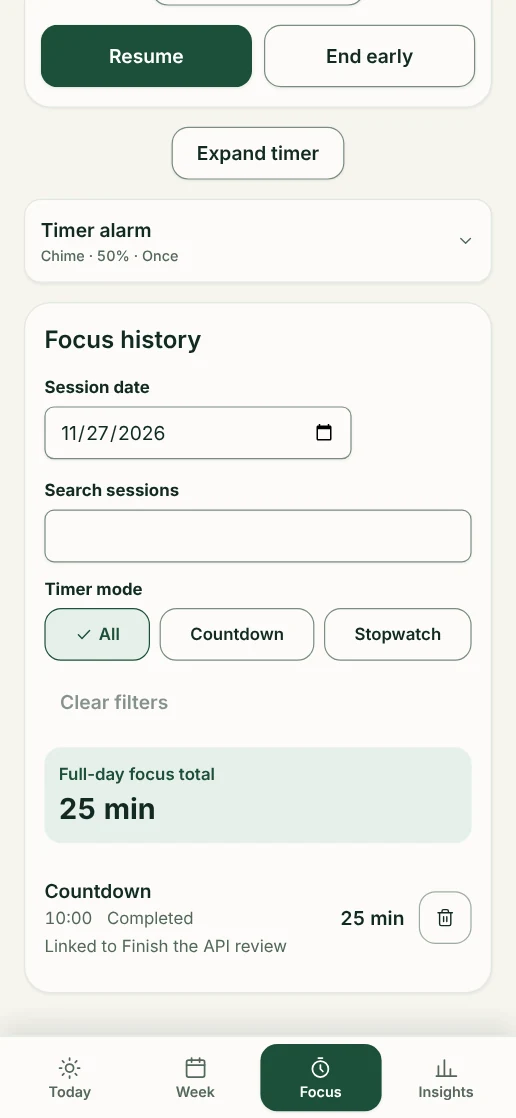 Resume
End early
Expand timer
Timer alarm
Chime · 50% · Once
Focus history
Session date
11/27/2026
Search sessions
Timer mode
All
Countdown
Stopwatch
Clear filters
Full-day focus total
25 min
Countdown
10:00 Completed
25 min
Linked to Finish the API review
Today
Week
Focus
Insights